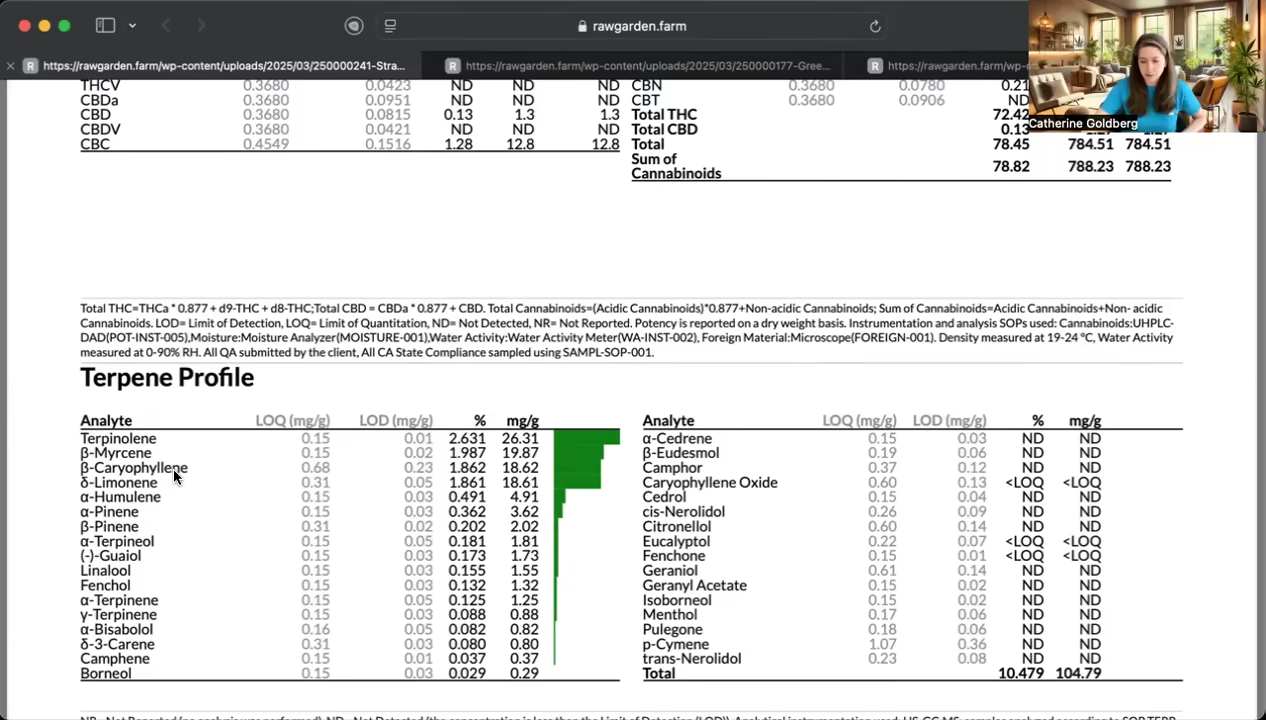 rawgarden.farm
https://rawgarden.farm/wp-content/uploads/2025/03/250000241-Stra...
https://rawgarden.farm/wp-content/uploads/2025/03/250000177-Gree...
https://rawgarden.farm/wp-c
Catherine Goldberg
THCV 0.3680 0.0423 ND ND ND
CBDa 0.3680 0.0951 ND ND ND
CBD 0.3680 0.0815 0.13 1.3 1.3
CBDV 0.3680 0.0421 ND ND ND
CBC 0.4549 0.1516 1.28 12.8 12.8
CBN 0.3680 0.0780 0.21
CBT 0.3680 0.0906 ND
Total THC 72.42
Total CBD 0.13
Total 78.45 784.51 784.51
Sum of
Cannabinoids 78.82 788.23 788.23
Total THC=THCa * 0.877 + d9-THC + d8-THC;Total CBD = CBDa * 0.877 + CBD. Total Cannabinoids=(Acidic Cannabinoids)*0.877+Non-acidic Cannabinoids; Sum of Cannabinoids=Acidic Cannabinoids+Non- acidic
Cannabinoids. LOD= Limit of Detection, LOQ= Limit of Quantitation, ND= Not Detected, NR= Not Reported. Potency is reported on a dry weight basis. Instrumentation and analysis SOPs used: Cannabinoids:UHPLC-
DAD(POT-INST-005),Moisture:Moisture Analyzer(MOISTURE-001),Water Activity:Water Activity Meter(WA-INST-002), Foreign Material:Microscope(FOREIGN-001). Density measured at 19-24 °C, Water Activity
measured at 0-90% RH. All QA submitted by the client, All CA State Compliance sampled using SAMPL-SOP-001.
Terpene Profile
Analyte LOQ (mg/g) LOD (mg/g) % mg/g
Terpinolene 0.15 0.01 2.631 26.31
β-Myrcene 0.15 0.02 1.987 19.87
β-Caryophyllene 0.68 0.23 1.862 18.62
δ-Limonene 0.31 0.05 1.861 18.61
α-Humulene 0.15 0.03 0.491 4.91
α-Pinene 0.15 0.05 0.362 3.62
β-Pinene 0.31 0.02 0.202 2.02
α-Terpineol 0.15 0.05 0.181 1.81
(-)-Guaiol 0.15 0.03 0.173 1.73
Linalool 0.15 0.05 0.155 1.55
Fenchol 0.15 0.03 0.132 1.32
α-Terpinene 0.15 0.05 0.125 1.25
γ-Terpinene 0.15 0.03 0.088 0.88
α-Bisabolol 0.16 0.05 0.082 0.82
δ-3-Carene 0.31 0.03 0.080 0.80
Camphene 0.15 0.01 0.037 0.37
Borneol 0.15 0.03 0.029 0.29
Analyte LOQ (mg/g) LOD (mg/g) % mg/g
α-Cedrene 0.15 0.03 ND ND
β-Eudesmol 0.19 0.06 ND ND
Camphor 0.37 0.12 ND ND
Caryophyllene Oxide 0.60 0.13 <LOQ <LOQ
Cedrol 0.15 0.04 ND ND
cis-Nerolidol 0.26 0.09 ND ND
Citronellol 0.60 0.14 ND ND
Eucalyptol 0.22 0.07 <LOQ <LOQ
Fenchone 0.15 0.01 <LOQ <LOQ
Geraniol 0.61 0.14 ND ND
Geranyl Acetate 0.15 0.02 ND ND
Isoborneol 0.15 0.02 ND ND
Menthol 0.17 0.06 ND ND
Pulegone 0.18 0.06 ND ND
p-Cymene 1.07 0.36 ND ND
trans-Nerolidol 0.23 0.08 ND ND
Total 10.479 104.79